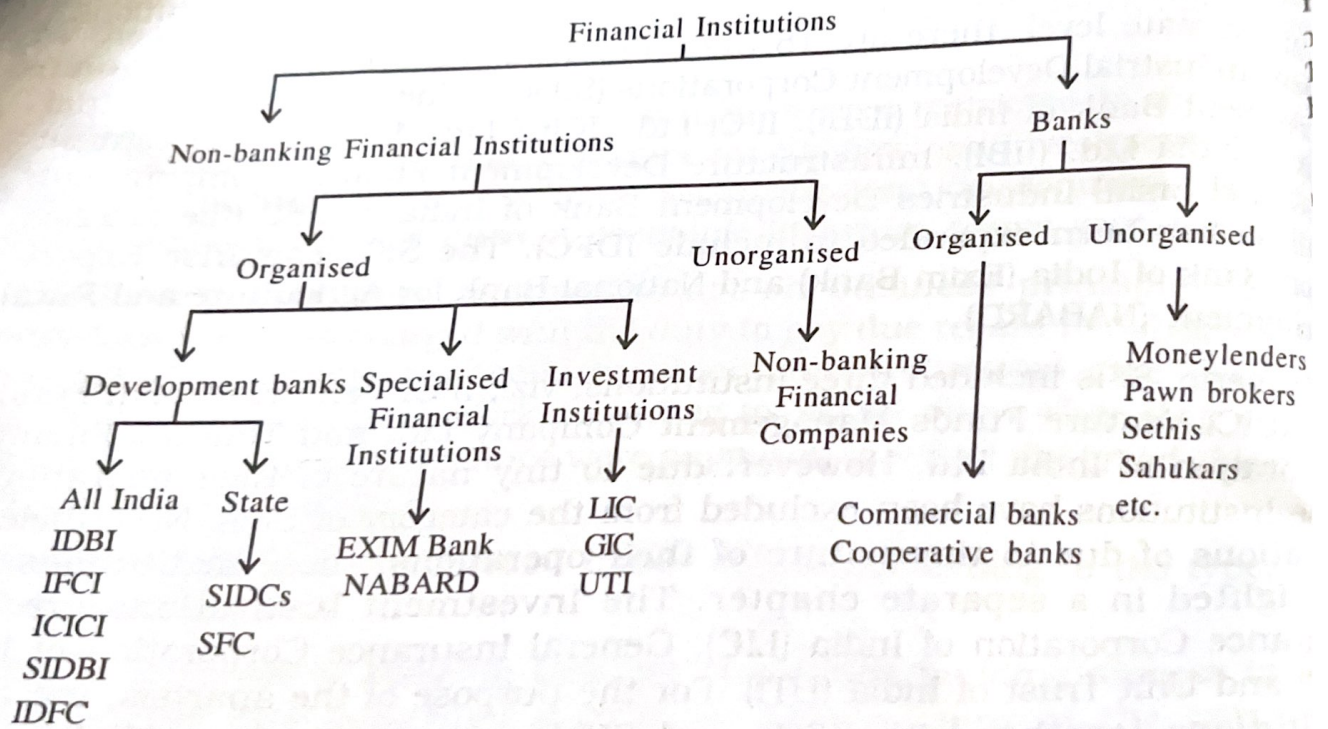 Financial Institutions
Non-banking Financial Institutions
Banks
Organised
Unorganised
Organised
Unorganised
Development banks
Specialised
Financial
Institutions
Investment
Institutions
Non-banking
Financial
Companies
Moneylenders
Pawn brokers
Sethis
Sahukars
etc.
All India
IDBI
IFCI
ICICI
SIDBI
IDFC
State
SIDCs
SFC
EXIM Bank
NABARD
LIC
GIC
UTI
Commercial banks
Cooperative banks